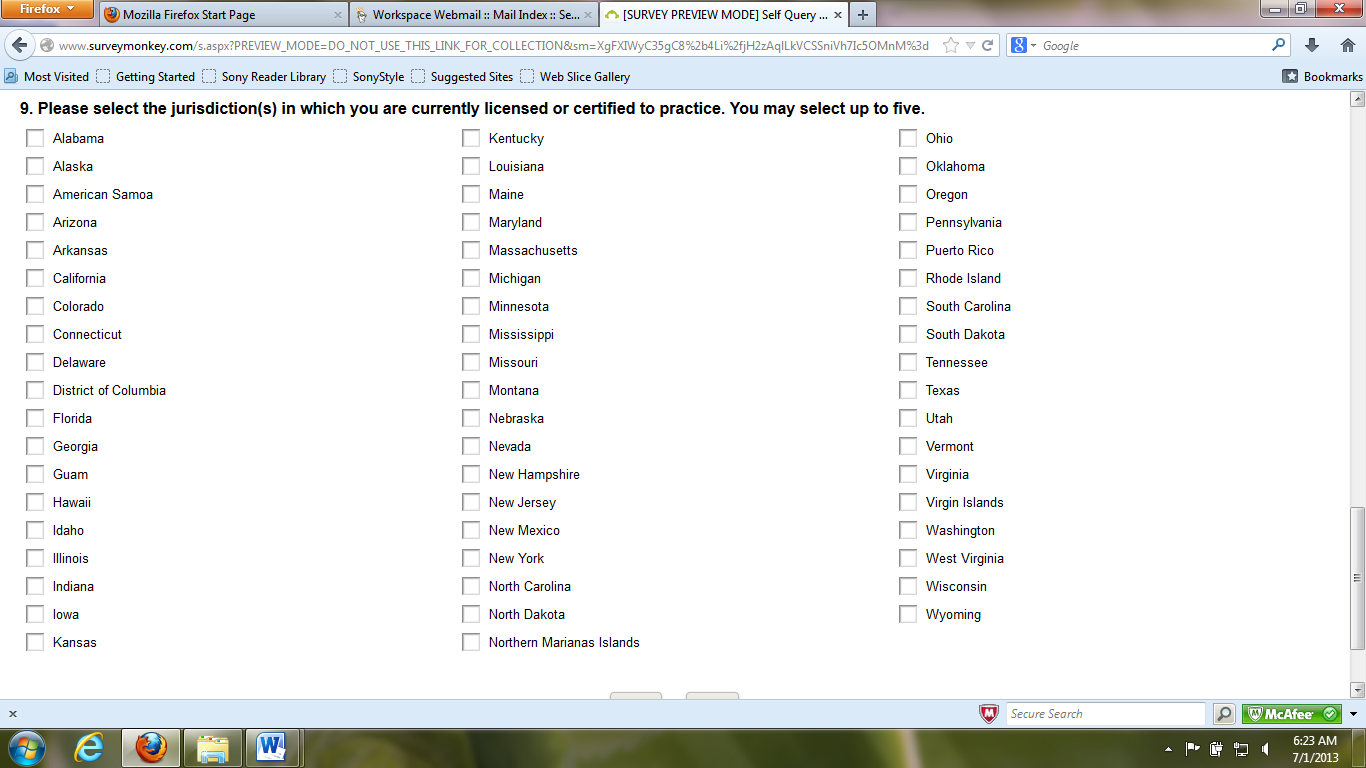 Firefox
Mozilla Firefox Start Page
Workspace Webmail :: Mail Index :: Se...
[SURVEY PREVIEW MODE] Self Query ...
www.surveymonkey.com/s.aspx?PREVIEW_MODE=DO_NOT_USE_THIS_LINK_FOR_COLLECTION&sm=XgFXIWyC35gC8%2b4Li%2fjH2zAqILkVCSSniVh7Ic5OMnM%3d
Google
Most Visited Getting Started Sony Reader Library SonyStyle Suggested Sites Web Slice Gallery Bookmarks
9. Please select the jurisdiction(s) in which you are currently licensed or certified to practice. You may select up to five.
Alabama
Alaska
American Samoa
Arizona
Arkansas
California
Colorado
Connecticut
Delaware
District of Columbia
Florida
Georgia
Guam
Hawaii
Idaho
Illinois
Indiana
Iowa
Kansas
Kentucky
Louisiana
Maine
Maryland
Massachusetts
Michigan
Minnesota
Mississippi
Missouri
Montana
Nebraska
Nevada
New Hampshire
New Jersey
New Mexico
New York
North Carolina
North Dakota
Northern Marianas Islands
Ohio
Oklahoma
Oregon
Pennsylvania
Puerto Rico
Rhode Island
South Carolina
South Dakota
Tennessee
Texas
Utah
Vermont
Virginia
Virgin Islands
Washington
West Virginia
Wisconsin
Wyoming
Secure Search
McAfee
6:23 AM
7/1/2013